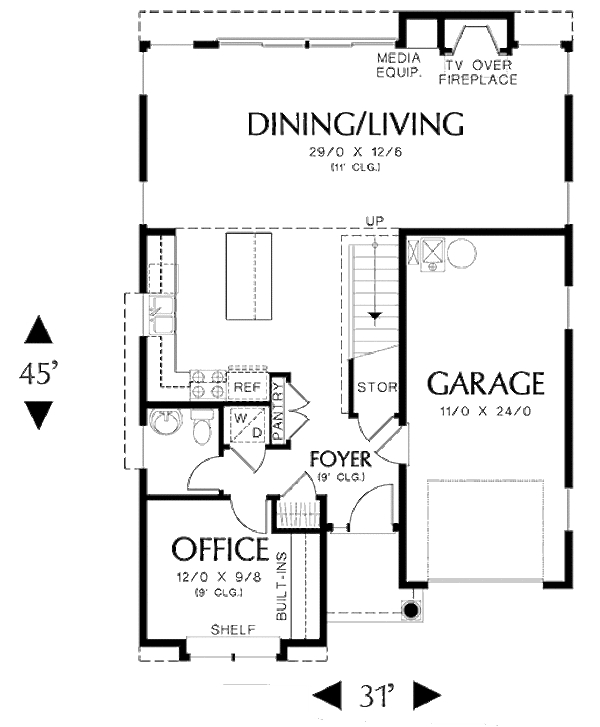 MEDIA
EQUIP.
TV OVER
FIREPLACE
DINING/LIVING
29/0 X 12/6
(11' CLG.)
UP
45'
REF
STOR
GARAGE
11/0 X 24/0
PANTRY
W
D
FOYER
(9' CLG.)
OFFICE
12/0 X 9/8
(9' CLG.)
BUILT-INS
SHELF
31'